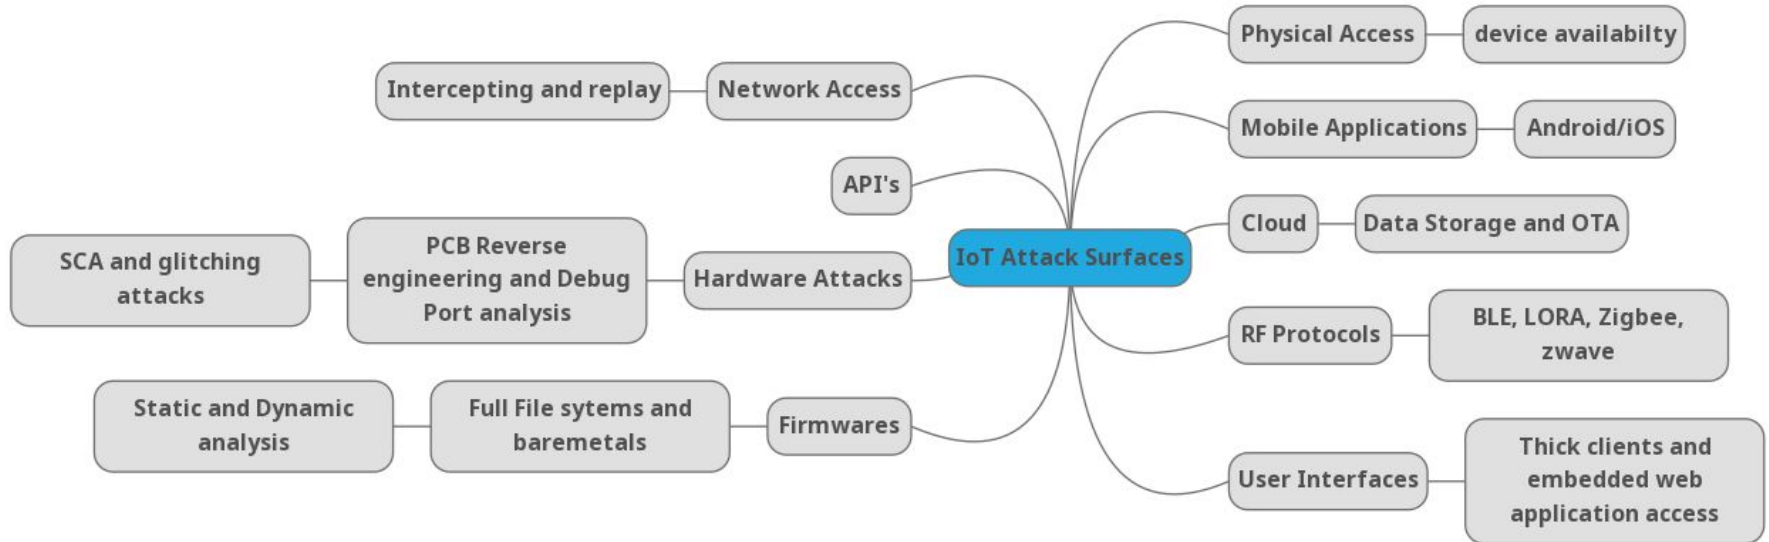 IoT Attack Surfaces
Physical Access
device availabilty
Mobile Applications
Android/iOS
Cloud
Data Storage and OTA
RF Protocols
BLE, LORA, Zigbee,
zwave
User Interfaces
Thick clients and
embedded web
application access
Network Access
Intercepting and replay
API's
Hardware Attacks
PCB Reverse
engineering and Debug
Port analysis
SCA and glitching
attacks
Firmwares
Full File sytems and
baremetals
Static and Dynamic
analysis